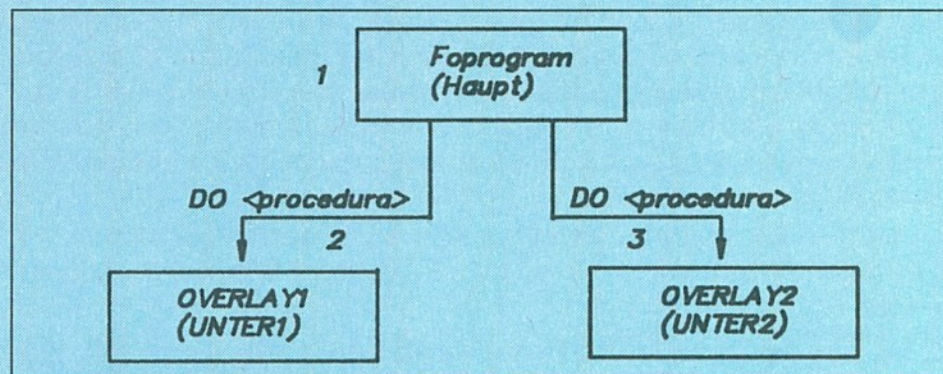 1
Foprogram
(Haupt)
DO <procedura>
2
DO <procedura>
3
OVERLAY1
(UNTER1)
OVERLAY2
(UNTER2)